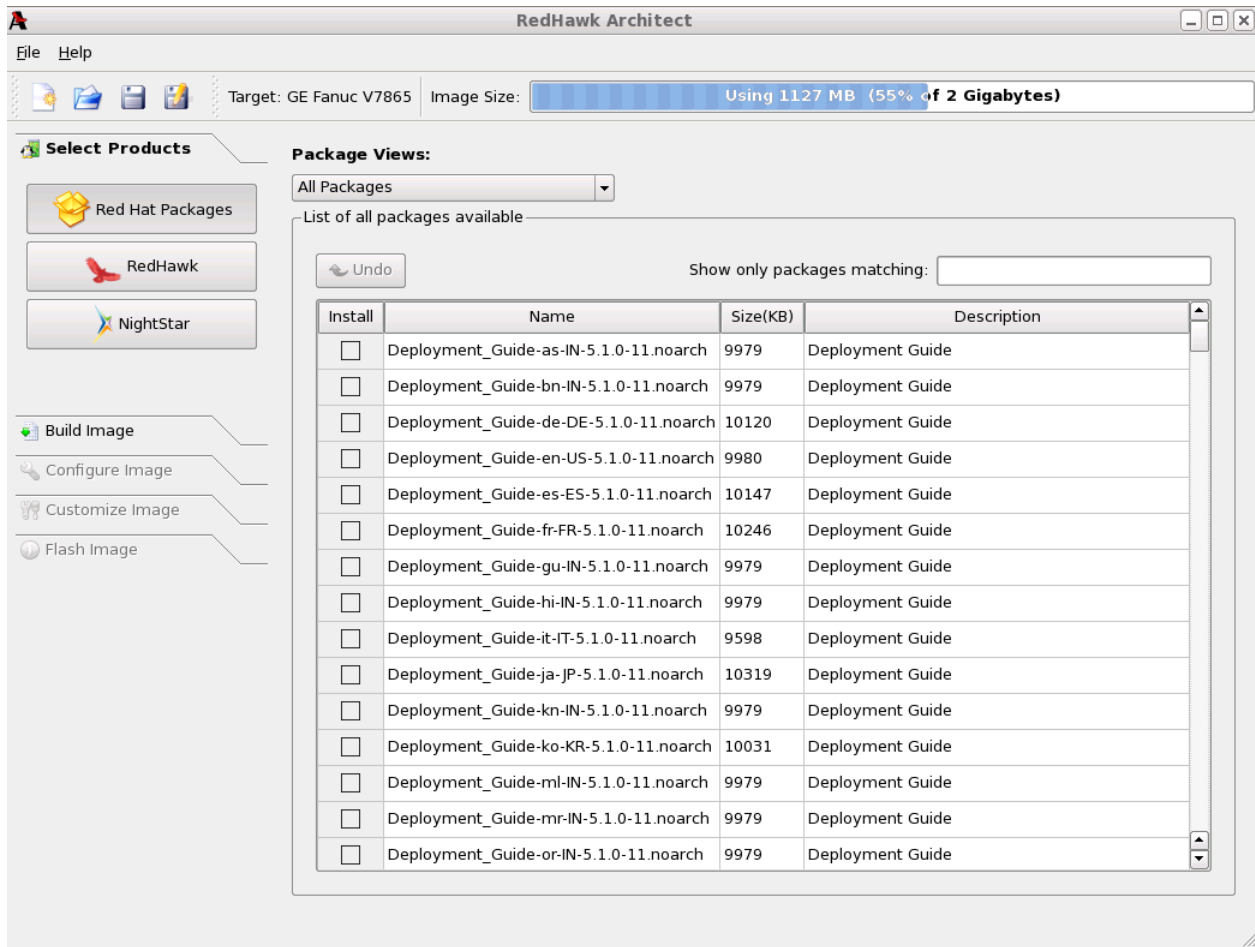 RedHawk Architect
File Help
Target: GE Fanuc V7865 Image Size: Using 1127 MB (55% of 2 Gigabytes)
Select Products
Red Hat Packages
RedHawk
NightStar
Build Image
Configure Image
Customize Image
Flash Image
Package Views:
All Packages
List of all packages available
Undo Show only packages matching:
Install Name Size(KB) Description
Deployment_Guide-as-IN-5.1.0-11.noarch 9979 Deployment Guide
Deployment_Guide-bn-IN-5.1.0-11.noarch 9979 Deployment Guide
Deployment_Guide-de-DE-5.1.0-11.noarch 10120 Deployment Guide
Deployment_Guide-en-US-5.1.0-11.noarch 9980 Deployment Guide
Deployment_Guide-es-ES-5.1.0-11.noarch 10147 Deployment Guide
Deployment_Guide-fr-FR-5.1.0-11.noarch 10246 Deployment Guide
Deployment_Guide-gu-IN-5.1.0-11.noarch 9979 Deployment Guide
Deployment_Guide-hi-IN-5.1.0-11.noarch 9979 Deployment Guide
Deployment_Guide-it-IT-5.1.0-11.noarch 9598 Deployment Guide
Deployment_Guide-ja-JP-5.1.0-11.noarch 10319 Deployment Guide
Deployment_Guide-kn-IN-5.1.0-11.noarch 9979 Deployment Guide
Deployment_Guide-ko-KR-5.1.0-11.noarch 10031 Deployment Guide
Deployment_Guide-ml-IN-5.1.0-11.noarch 9979 Deployment Guide
Deployment_Guide-mr-IN-5.1.0-11.noarch 9979 Deployment Guide
Deployment_Guide-or-IN-5.1.0-11.noarch 9979 Deployment Guide